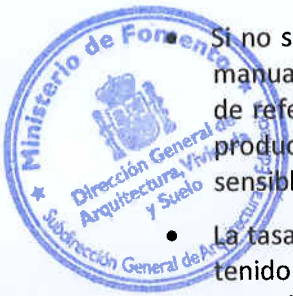 Ministerio de Fomento
Dirección General de
Arquitectura, Vivienda
y Suelo
Subdirección General de
• Si no s
manua
de refe
produc
sensibl
• La tasa
tenido